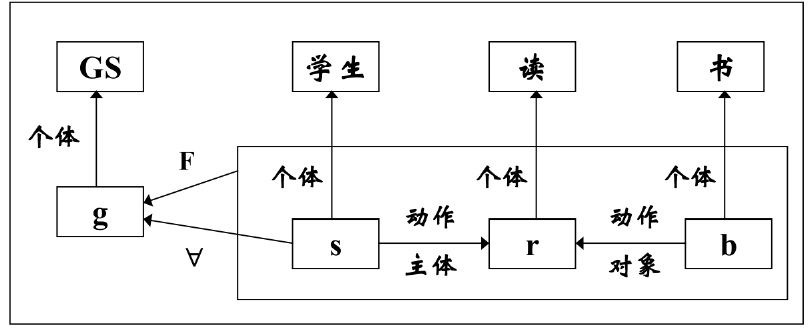 GS 学生 读 书
个体 F 个体 个体 个体
g ∀ s 动作 r 动作 b
主体 对象